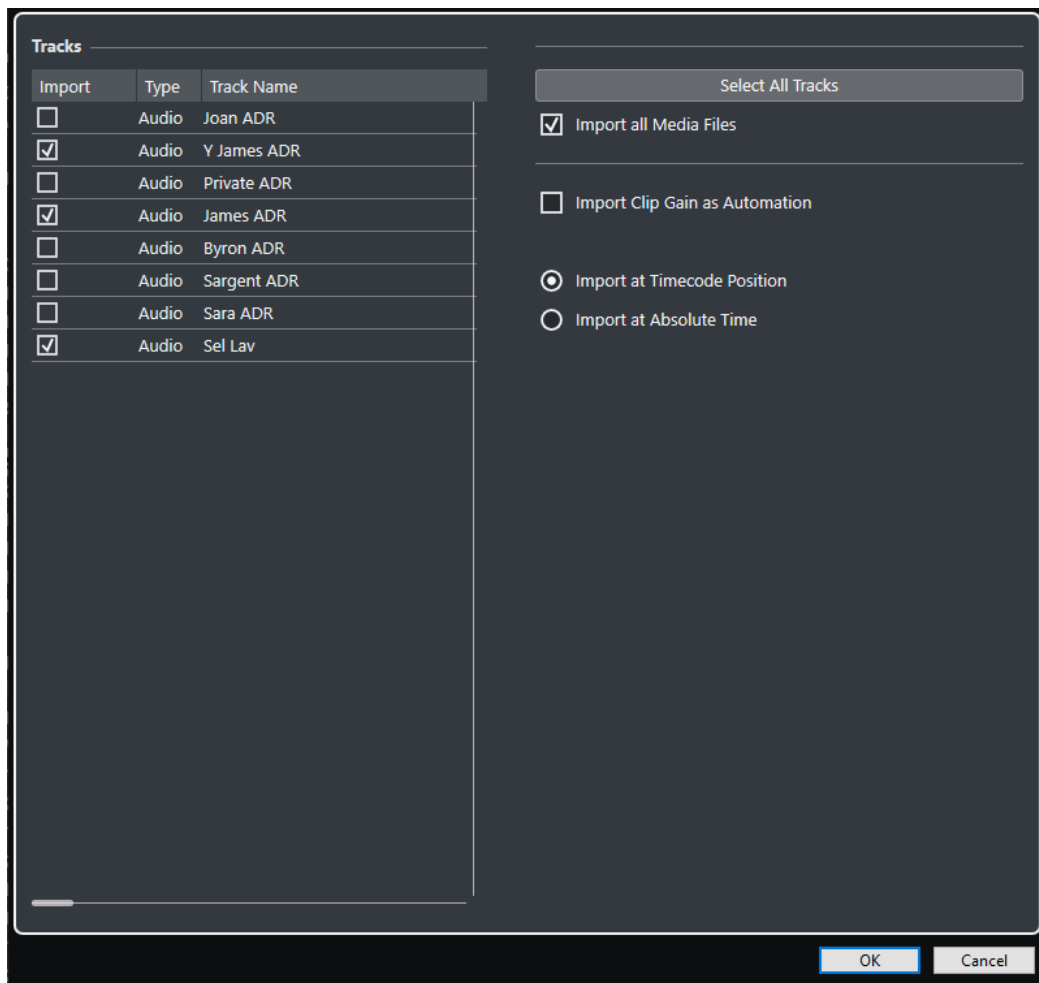 Tracks
Import Type Track Name
Audio Joan ADR
Audio Y James ADR
Audio Private ADR
Audio James ADR
Audio Byron ADR
Audio Sargent ADR
Audio Sara ADR
Audio Sel Lav
Select All Tracks
Import all Media Files
Import Clip Gain as Automation
Import at Timecode Position
Import at Absolute Time
OK Cancel